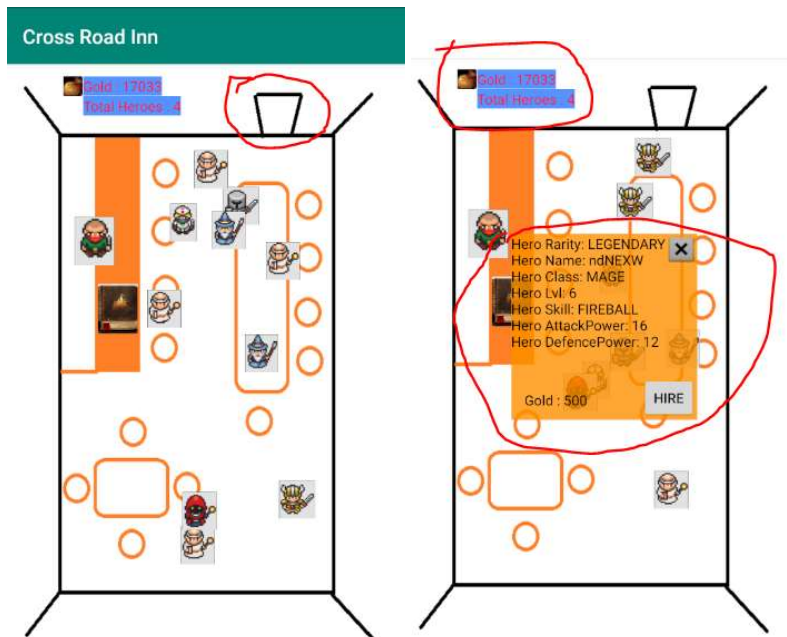 Cross Road Inn
Gold : 17033
Total Heroes : 4
Gold : 17033
Total Heroes : 4
Hero Rarity: LEGENDARY
Hero Name: ndNEXW
Hero Class: MAGE
Hero Lvl: 6
Hero Skill: FIREBALL
Hero AttackPower: 16
Hero DefencePower: 12
Gold : 500
HIRE